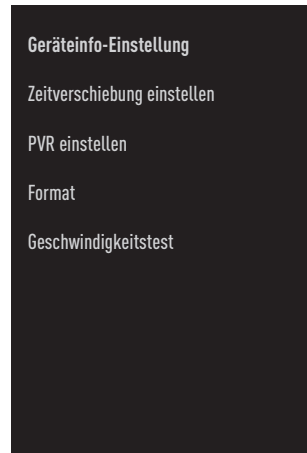 Geräteinfo-Einstellung
Zeitverschiebung einstellen
PVR einstellen
Format
Geschwindigkeitstest